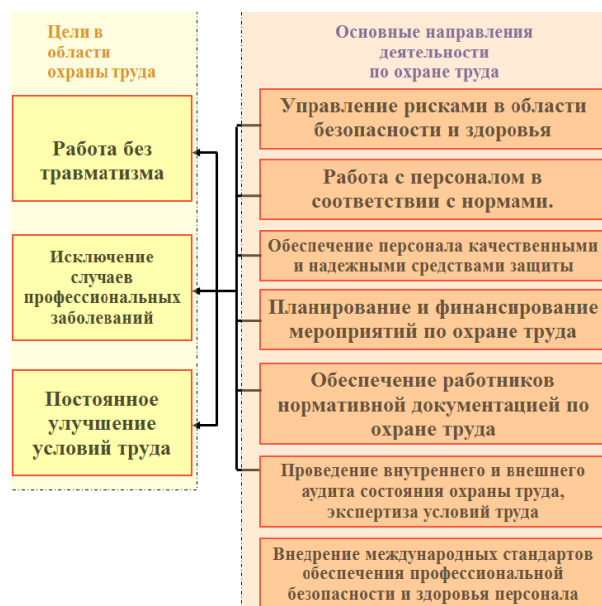 Цели в
области
охраны труда
Работа без
травматизма
Исключение
случаев
профессиональных
заболеваний
Постоянное
улучшение
условий труда
Основные направления
деятельности
по охране труда
Управление рисками в области
безопасности и здоровья
Работа с персоналом в
соответствии с нормами.
Обеспечение персонала качественными
и надежными средствами защиты
Планирование и финансирование
мероприятий по охране труда
Обеспечение работников
нормативной документацией по
охране труда
Проведение внутреннего и внешнего
аудита состояния охраны труда,
экспертиза условий труда
Внедрение международных стандартов
обеспечения профессиональной
безопасности и здоровья персонала